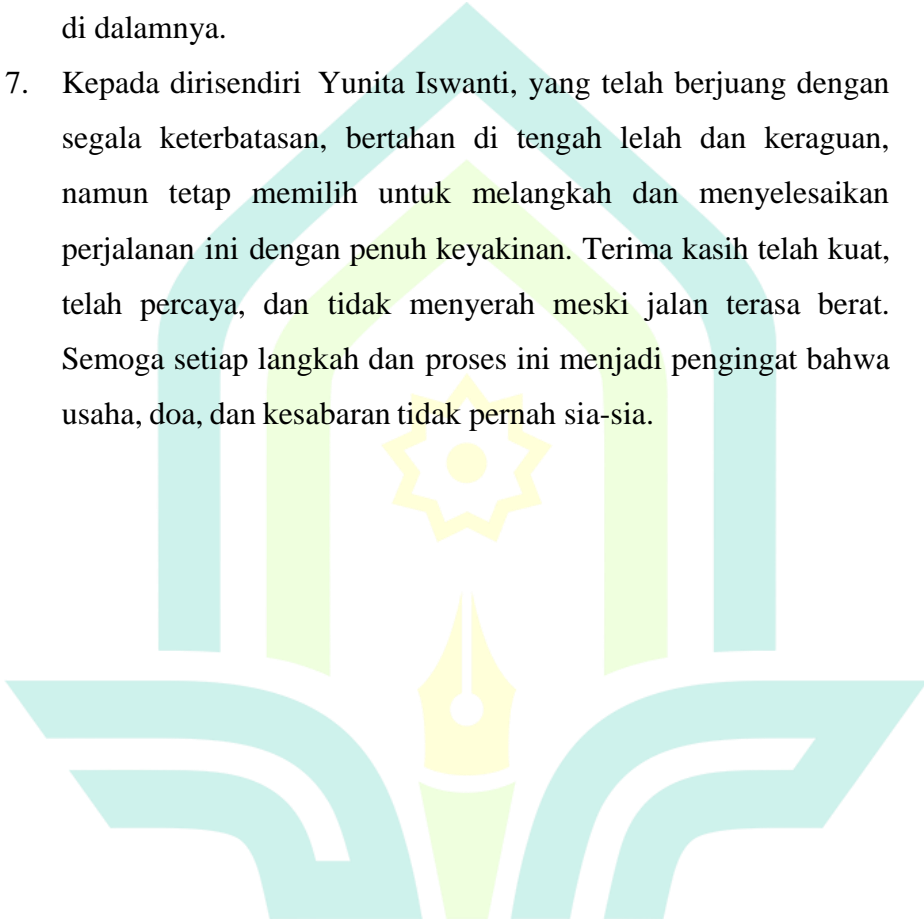 di dalamnya.
7. Kepada dirisendiri Yunita Iswanti, yang telah berjuang dengan
segala keterbatasan, bertahan di tengah lelah dan keraguan,
namun tetap memilih untuk melangkah dan menyelesaikan
perjalanan ini dengan penuh keyakinan. Terima kasih telah kuat,
telah percaya, dan tidak menyerah meski jalan terasa berat.
Semoga setiap langkah dan proses ini menjadi pengingat bahwa
usaha, doa, dan kesabaran tidak pernah sia-sia.